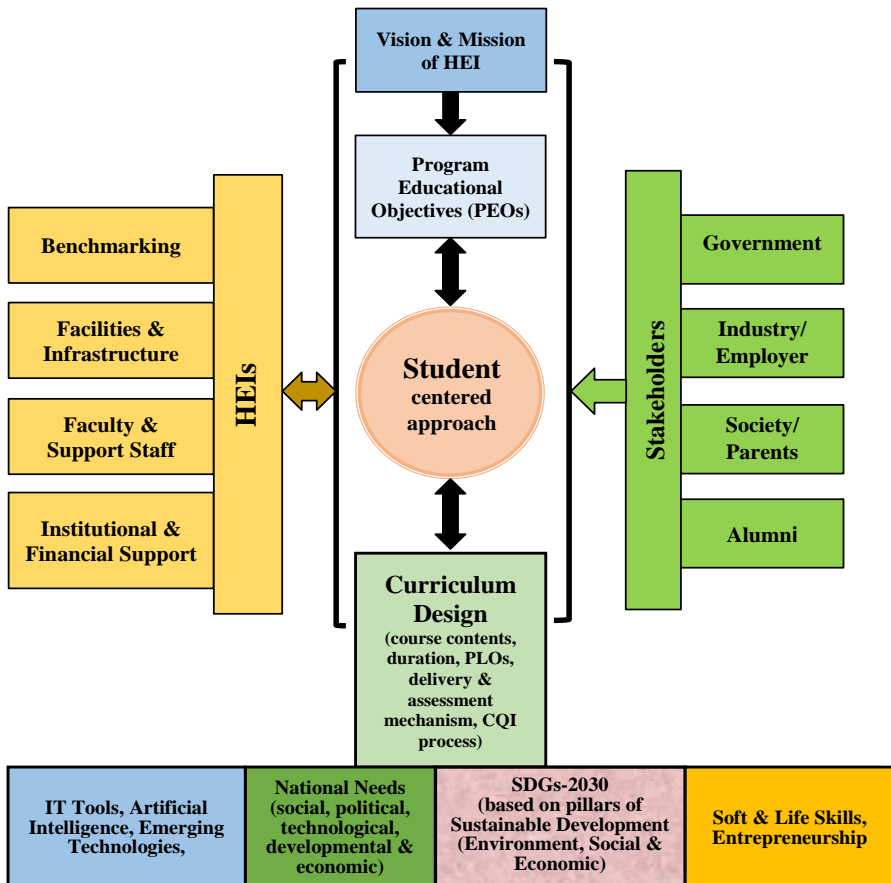 Vision & Mission
of HEI
Program
Educational
Objectives (PEOs)
Benchmarking
Facilities &
Infrastructure
Faculty &
Support Staff
Institutional &
Financial Support
HEIs
Student
centered
approach
Stakeholders
Government
Industry/
Employer
Society/
Parents
Alumni
Curriculum
Design
(course contents,
duration, PLOs,
delivery &
assessment
mechanism, CQI
process)
IT Tools, Artificial
Intelligence, Emerging
Technologies,
National Needs
(social, political,
technological,
developmental &
economic)
SDGs-2030
(based on pillars of
Sustainable Development
(Environment, Social &
Economic)
Soft & Life Skills,
Entrepreneurship